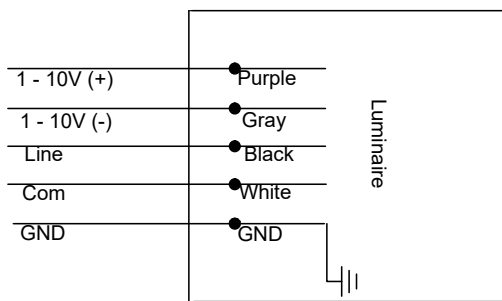 1 - 10V (+) Purple
1 - 10V (-) Gray
Line Black
Com White
GND GND
Luminaire